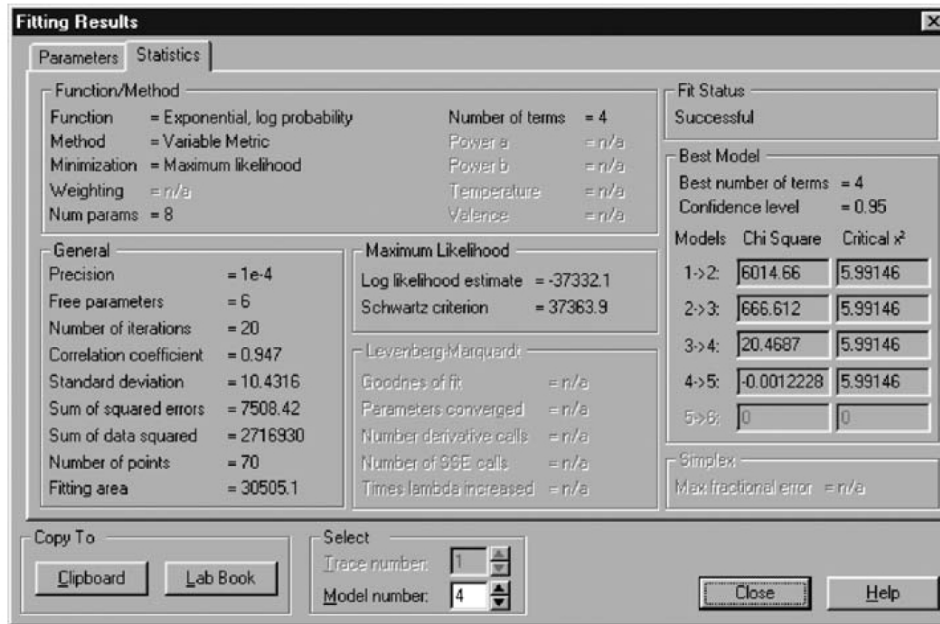 Fitting Results
Parameters Statistics
Function/Method
Function = Exponential, log probability
Method = Variable Metric
Minimization = Maximum likelihood
Weighting = n/a
Num params = 8
Number of terms = 4
Power a = n/a
Power b = n/a
Temperature = n/a
Valence = n/a
Fit Status
Successful
Best Model
Best number of terms = 4
Confidence level = 0.95
Models Chi Square Critical x²
1->2: 6014.66 5.99146
2->3: 666.612 5.99146
3->4: 20.4687 5.99146
4->5: -0.0012228 5.99146
5->6: 0 0
General
Precision = 1e-4
Free parameters = 6
Number of iterations = 20
Correlation coefficient = 0.947
Standard deviation = 10.4316
Sum of squared errors = 7508.42
Sum of data squared = 2716930
Number of points = 70
Fitting area = 30505.1
Maximum Likelihood
Log likelihood estimate = -37332.1
Schwartz criterion = 37363.9
Levenberg-Marquardt
Goodnes of fit = n/a
Parameters converged = n/a
Number derivative calls = n/a
Number of SSE calls = n/a
Times lambda increased = n/a
Simplex
Max fractional error = n/a
Copy To
Clipboard Lab Book
Select
Trace number: 1
Model number: 4
Close Help